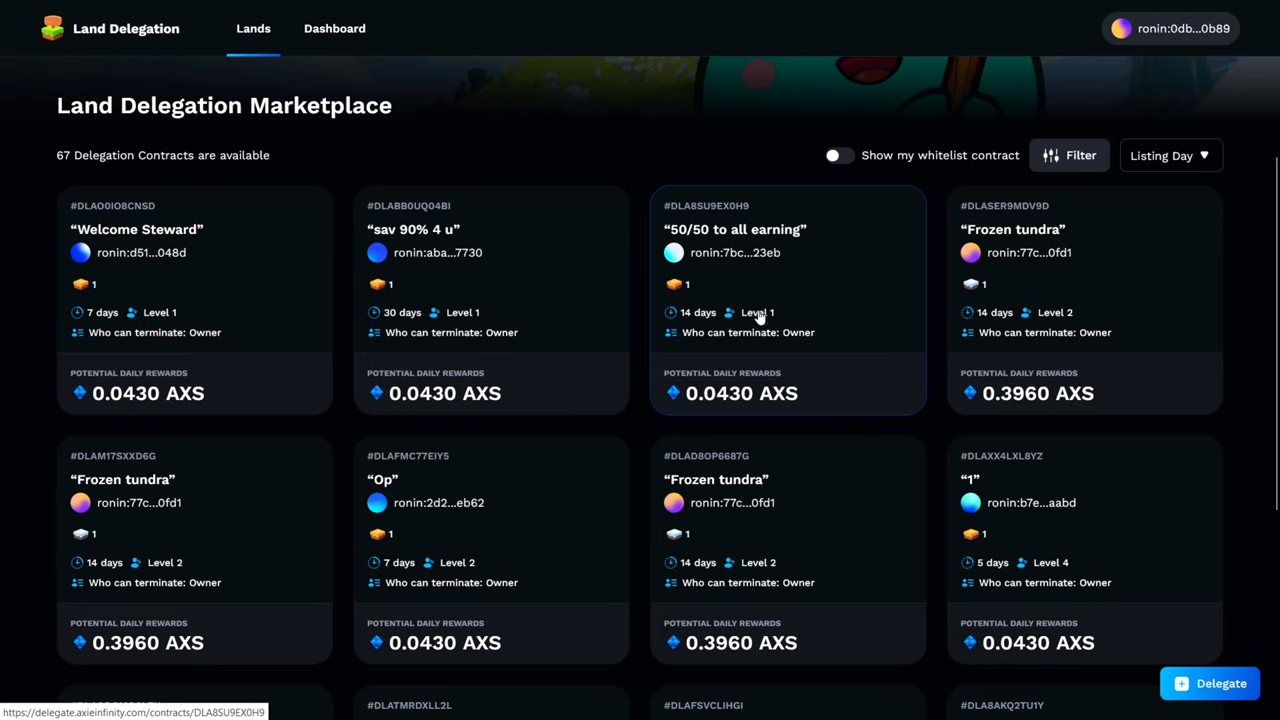 Land Delegation
Lands
Dashboard
ronin:0db...0b89
Land Delegation Marketplace
67 Delegation Contracts are available
Show my whitelist contract
Filter
Listing Day
#DLAO0IO8CNSD
“Welcome Steward”
ronin:d51...048d
1
7 days
Level 1
Who can terminate: Owner
POTENTIAL DAILY REWARDS
0.0430 AXS
#DLABB0UQ04BI
“sav 90% 4 u”
ronin:aba...7730
1
30 days
Level 1
Who can terminate: Owner
POTENTIAL DAILY REWARDS
0.0430 AXS
#DLA8SU9EX0H9
“50/50 to all earning”
ronin:7bc...23eb
1
14 days
Level 1
Who can terminate: Owner
POTENTIAL DAILY REWARDS
0.0430 AXS
#DLASER9MDV9D
“Frozen tundra”
ronin:77c...0fd1
1
14 days
Level 2
Who can terminate: Owner
POTENTIAL DAILY REWARDS
0.3960 AXS
#DLAM17SXXD6G
“Frozen tundra”
ronin:77c...0fd1
1
14 days
Level 2
Who can terminate: Owner
POTENTIAL DAILY REWARDS
0.3960 AXS
#DLAFMC77EIY5
“Op”
ronin:2d2...eb62
1
7 days
Level 2
Who can terminate: Owner
POTENTIAL DAILY REWARDS
0.0430 AXS
#DLAD8OP6687G
“Frozen tundra”
ronin:77c...0fd1
1
14 days
Level 2
Who can terminate: Owner
POTENTIAL DAILY REWARDS
0.3960 AXS
#DLAXX4LXL8YZ
“1”
ronin:b7e...aabd
1
5 days
Level 4
Who can terminate: Owner
POTENTIAL DAILY REWARDS
0.0430 AXS
Delegate
#DLATMRDXLL2L
#DLAFSVCLIHGI
#DLA8AKQ2TU1Y
https://delegate.axieinfinity.com/contracts/DLA8SU9EX0H9